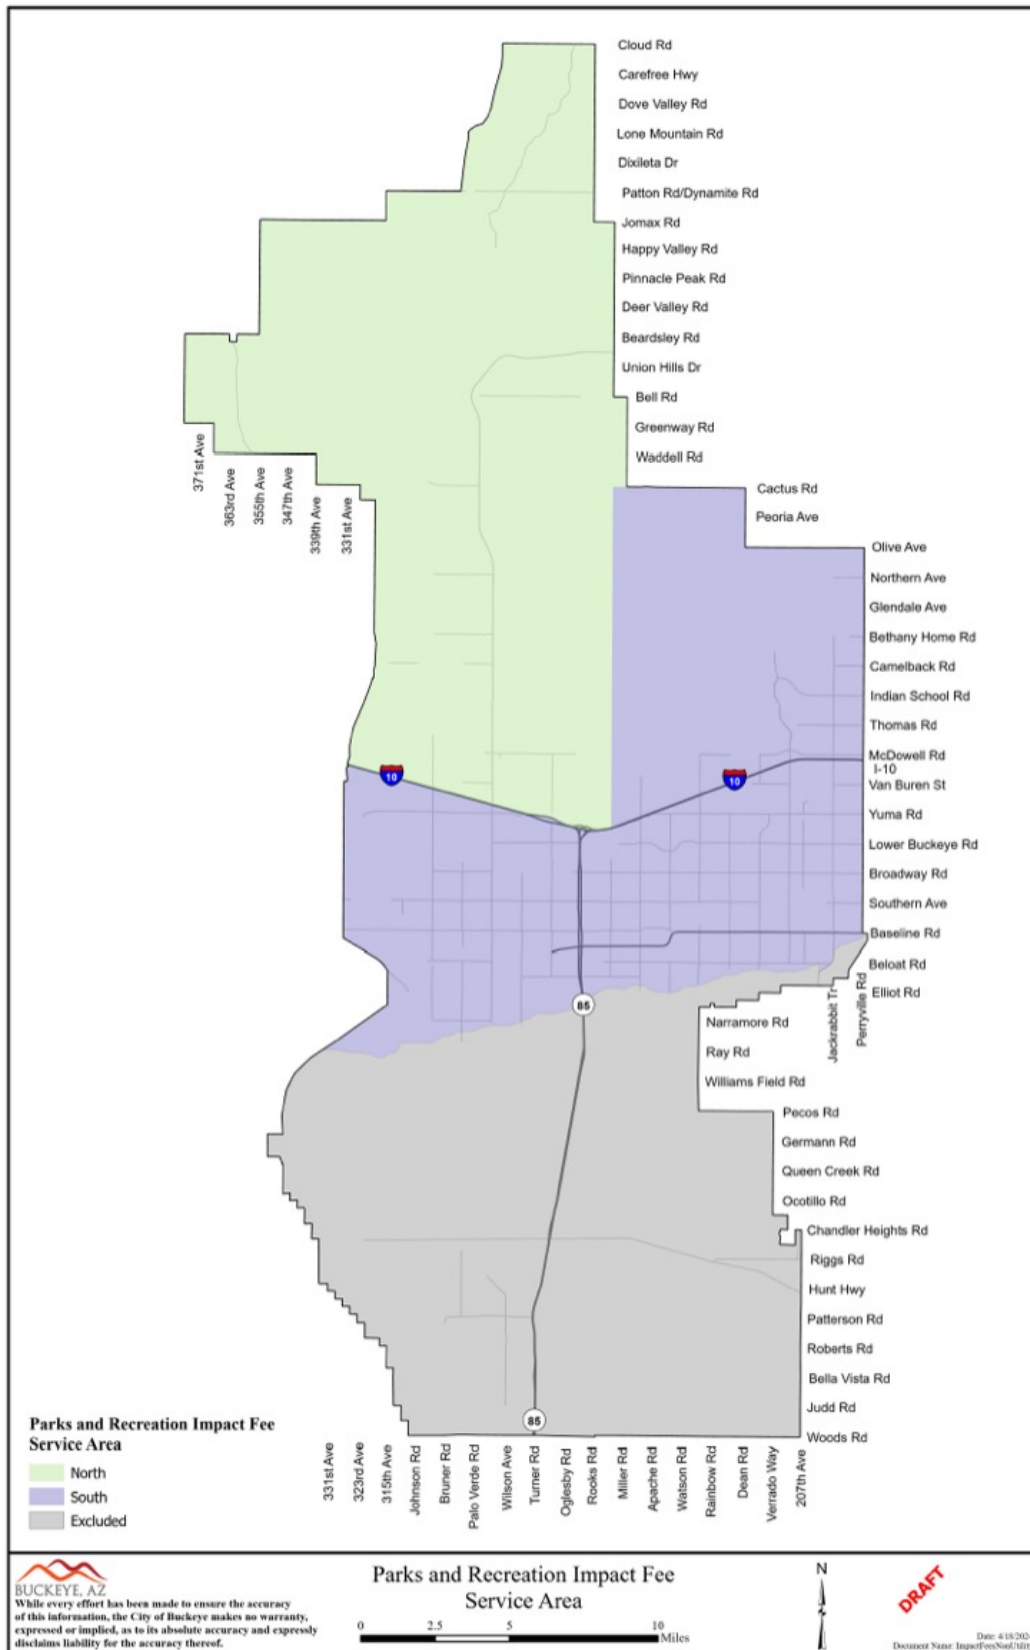 Cloud Rd
Carefree Hwy
Dove Valley Rd
Lone Mountain Rd
Dixileta Dr
Patton Rd/Dynamite Rd
Jomax Rd
Happy Valley Rd
Pinnacle Peak Rd
Deer Valley Rd
Beardsley Rd
Union Hills Dr
Bell Rd
Greenway Rd
Waddell Rd
371st Ave
363rd Ave
355th Ave
347th Ave
339th Ave
331st Ave
Cactus Rd
Peoria Ave
Olive Ave
Northern Ave
Glendale Ave
Bethany Home Rd
Camelback Rd
Indian School Rd
Thomas Rd
McDowell Rd
I-10
10
10
Van Buren St
Yuma Rd
Lower Buckeye Rd
Broadway Rd
Southern Ave
Baseline Rd
Beloat Rd
Elliot Rd
Jackrabbit Tr
Perryville Rd
85
Narramore Rd
Ray Rd
Williams Field Rd
Pecos Rd
Germann Rd
Queen Creek Rd
Ocotillo Rd
Chandler Heights Rd
Riggs Rd
Hunt Hwy
Patterson Rd
Roberts Rd
Bella Vista Rd
Judd Rd
Woods Rd
85
Parks and Recreation Impact Fee
Service Area
North
South
Excluded
331st Ave
323rd Ave
315th Ave
Johnson Rd
Bruner Rd
Palo Verde Rd
Wilson Ave
Turner Rd
Oglesby Rd
Rooks Rd
Miller Rd
Apache Rd
Watson Rd
Rainbow Rd
Dean Rd
Verrado Way
207th Ave
BUCKEYE, AZ
While every effort has been made to ensure the accuracy
of this information, the City of Buckeye makes no warranty,
expressed or implied, as to its absolute accuracy and expressly
disclaims liability for the accuracy thereof.
Parks and Recreation Impact Fee
Service Area
0 2.5 5 10
Miles
N
DRAFT
Date: 4/18/202
Document Name: